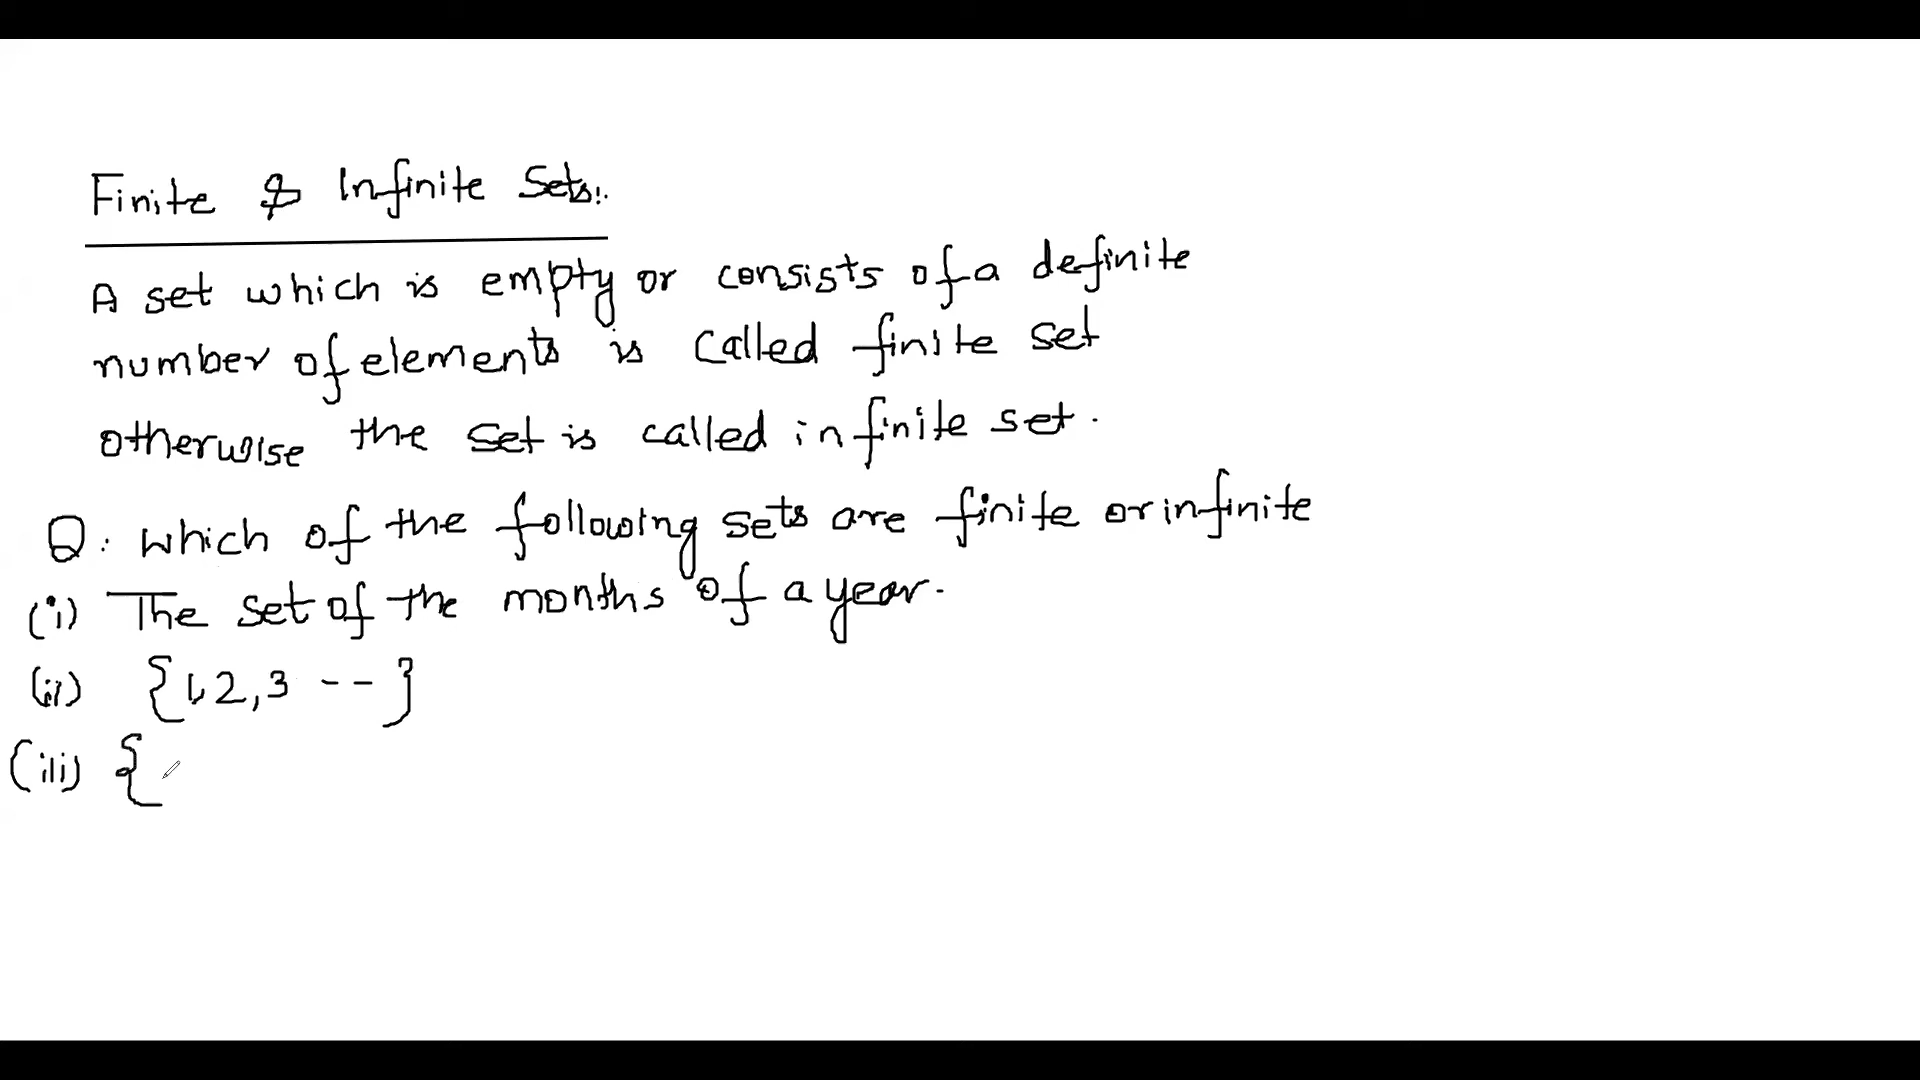 Finite & Infinite Sets:
A set which is empty or consists of a definite
number of elements is called finite set
otherwise the set is called infinite set.
Q. which of the following sets are finite or infinite
(i) The set of the months of a year.
(ii) {1,2,3 -- }
(iii) {